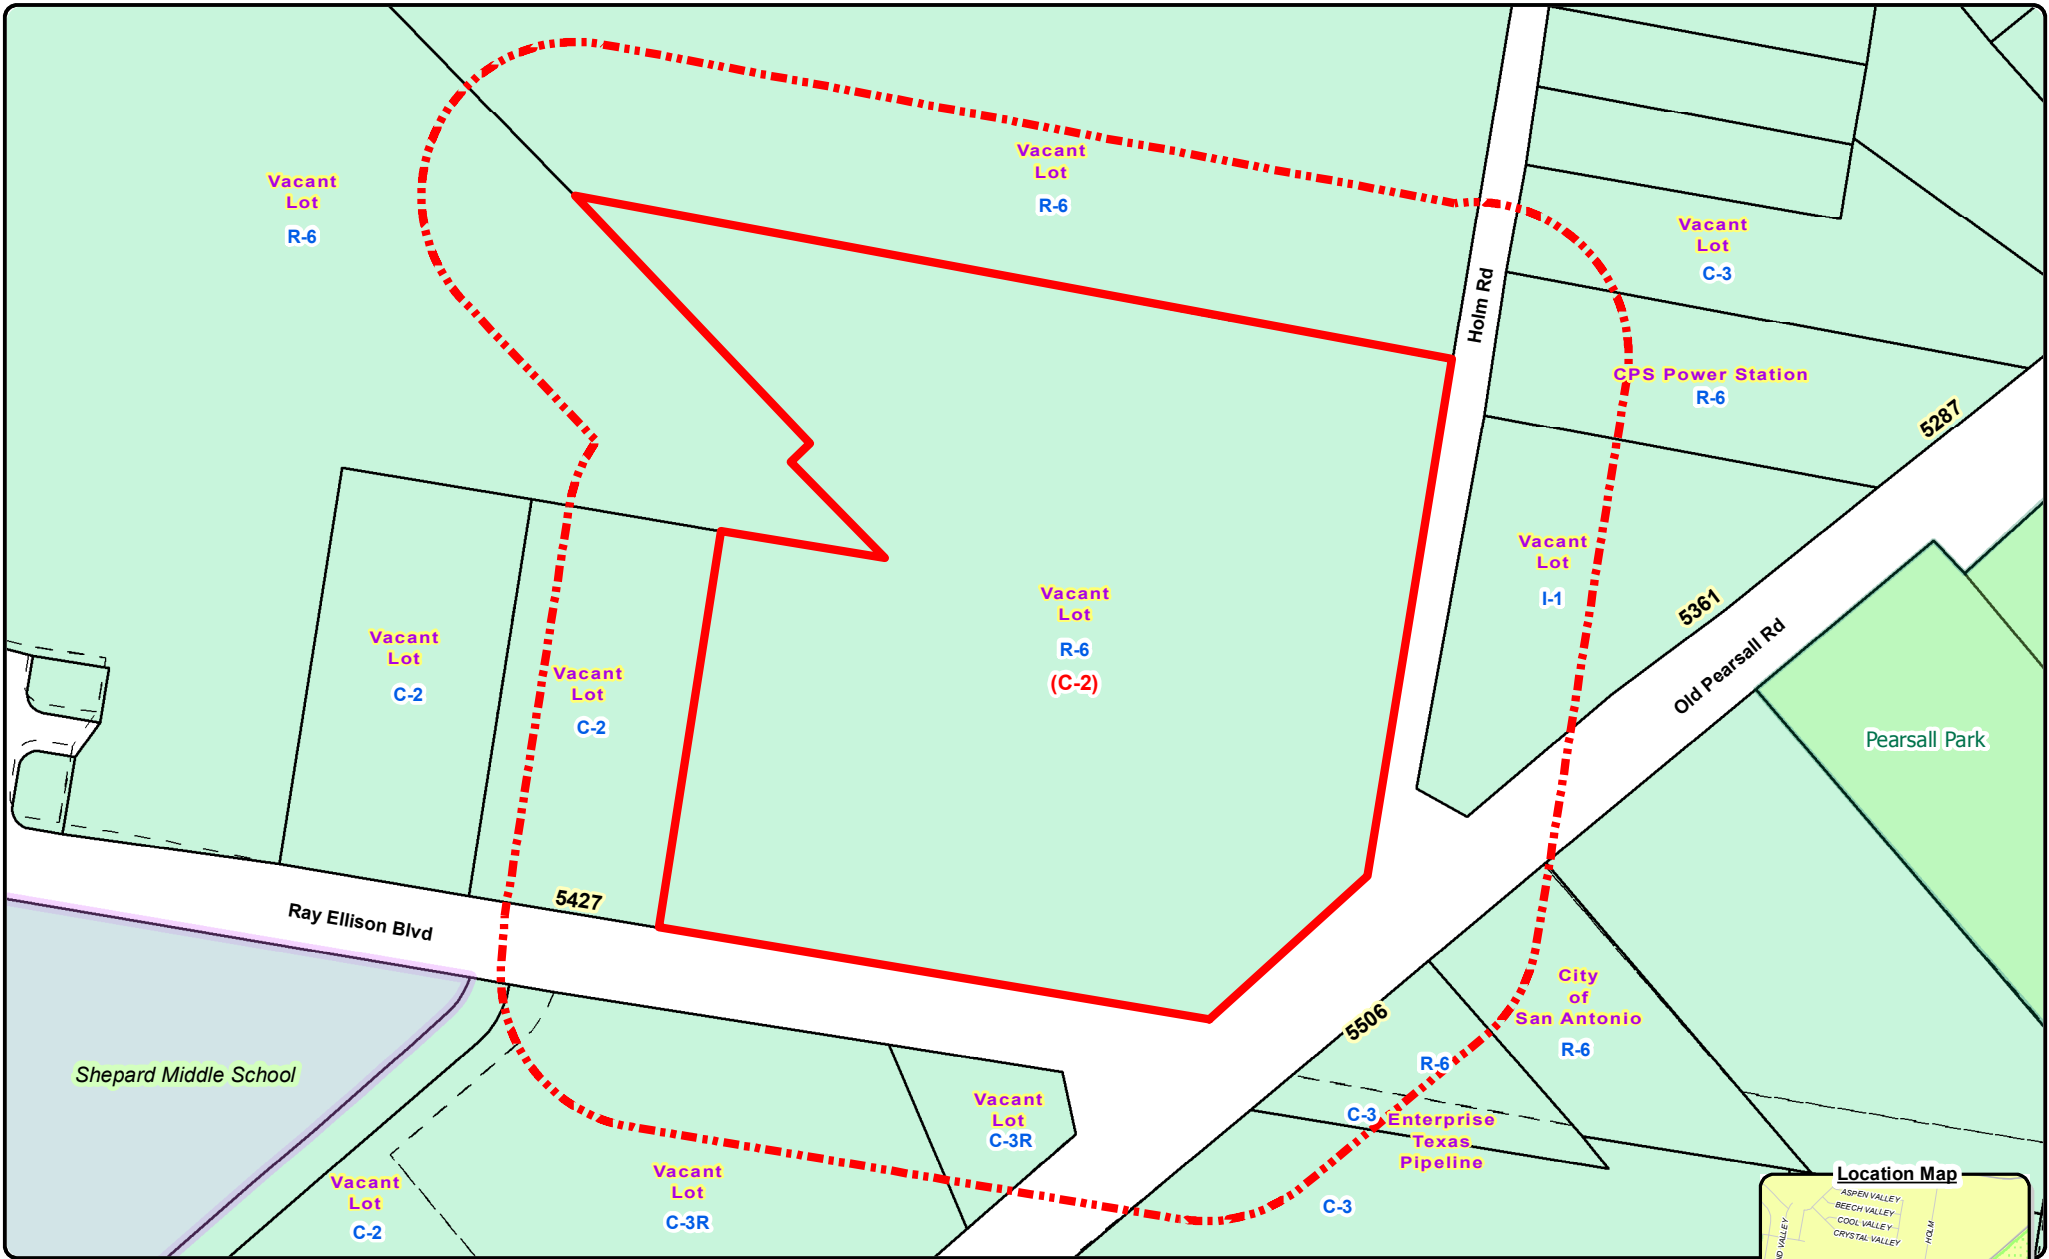 Vacant
Lot
R-6
Vacant
Lot
R-6
Vacant
Lot
C-3
Holm Rd
CPS Power Station
R-6
5287
Vacant
Lot
I-1
5361
Old Pearsall Rd
Vacant
Lot
R-6
(C-2)
Vacant
Lot
C-2
Vacant
Lot
C-2
Pearsall Park
5427
Ray Ellison Blvd
5506
City
of
San Antonio
R-6
R-6
Shepard Middle School
Vacant
Lot
C-3R
C-3
Enterprise
Texas
Pipeline
Vacant
Lot
C-2
Vacant
Lot
C-3R
C-3
Location Map
ASPEN VALLEY
BEECH VALLEY
COOL VALLEY
CRYSTAL VALLEY
VALLEY
HOLM